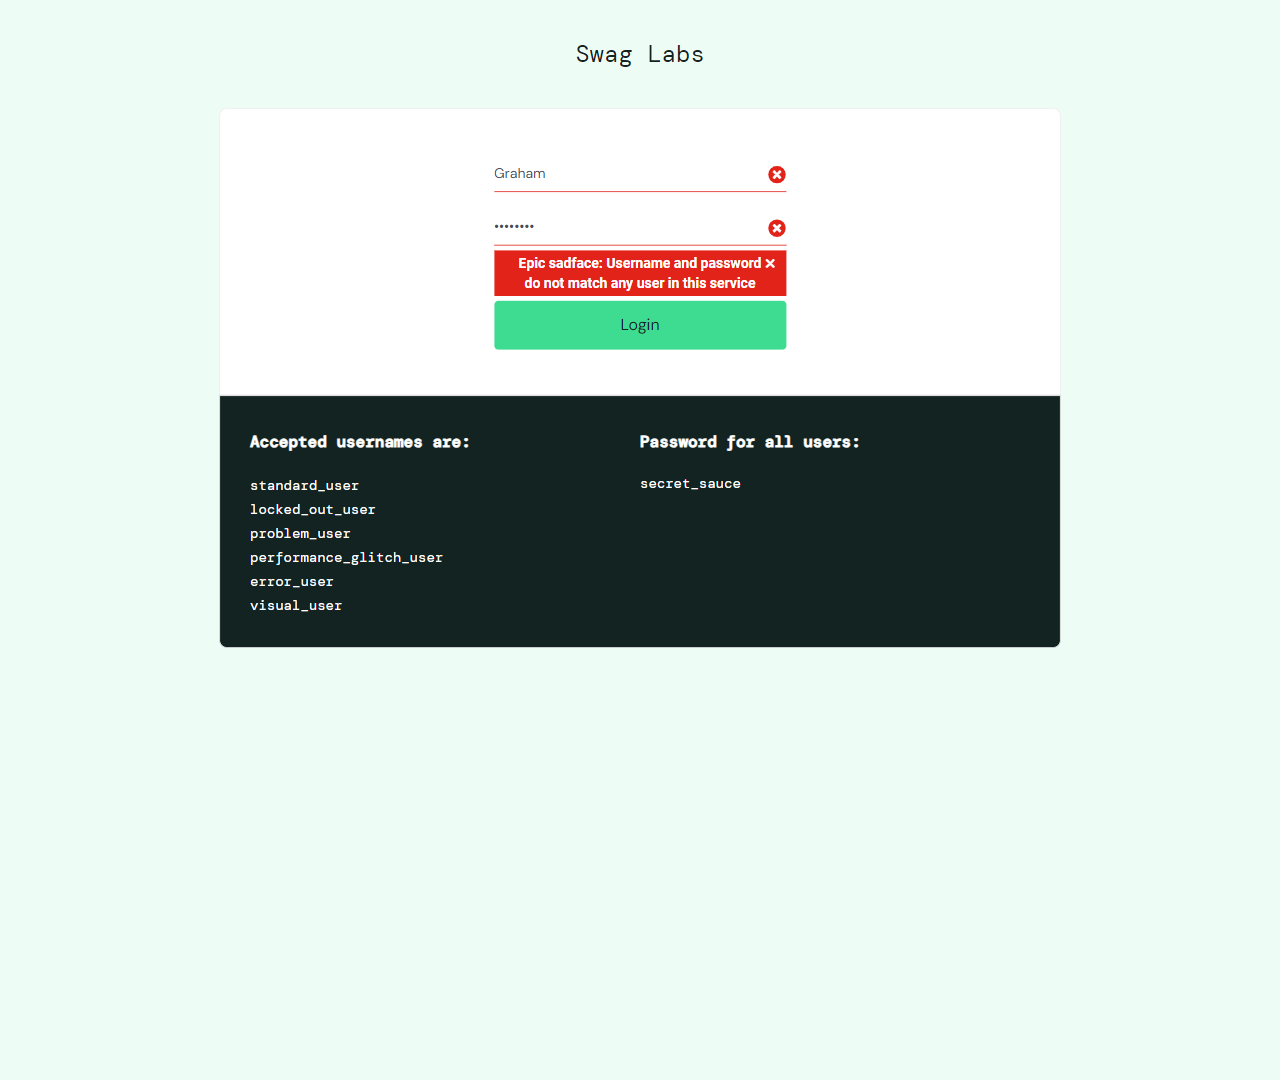 Swag Labs
Graham
••••••••
Epic sadface: Username and password
do not match any user in this service
Login
Accepted usernames are:
standard_user
locked_out_user
problem_user
performance_glitch_user
error_user
visual_user
Password for all users:
secret_sauce